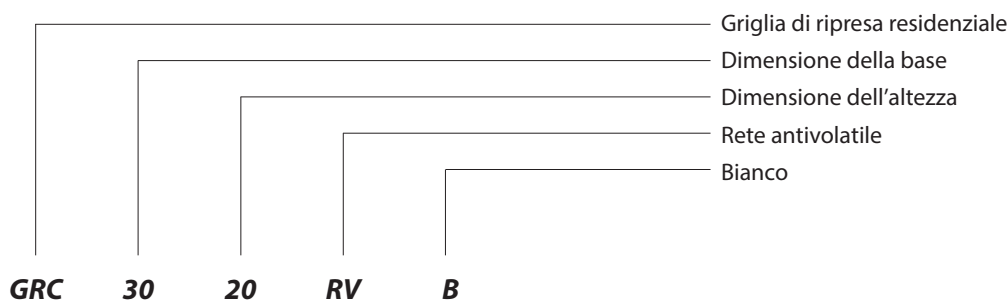 Griglia di ripresa residenziale
Dimensione della base
Dimensione dell'altezza
Rete antivolatile
Bianco
GRC 30 20 RV B